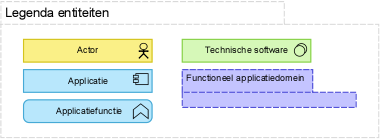 Legenda entiteiten
Actor
Technische software
Applicatie
Functioneel applicatiedomein
Applicatiefunctie